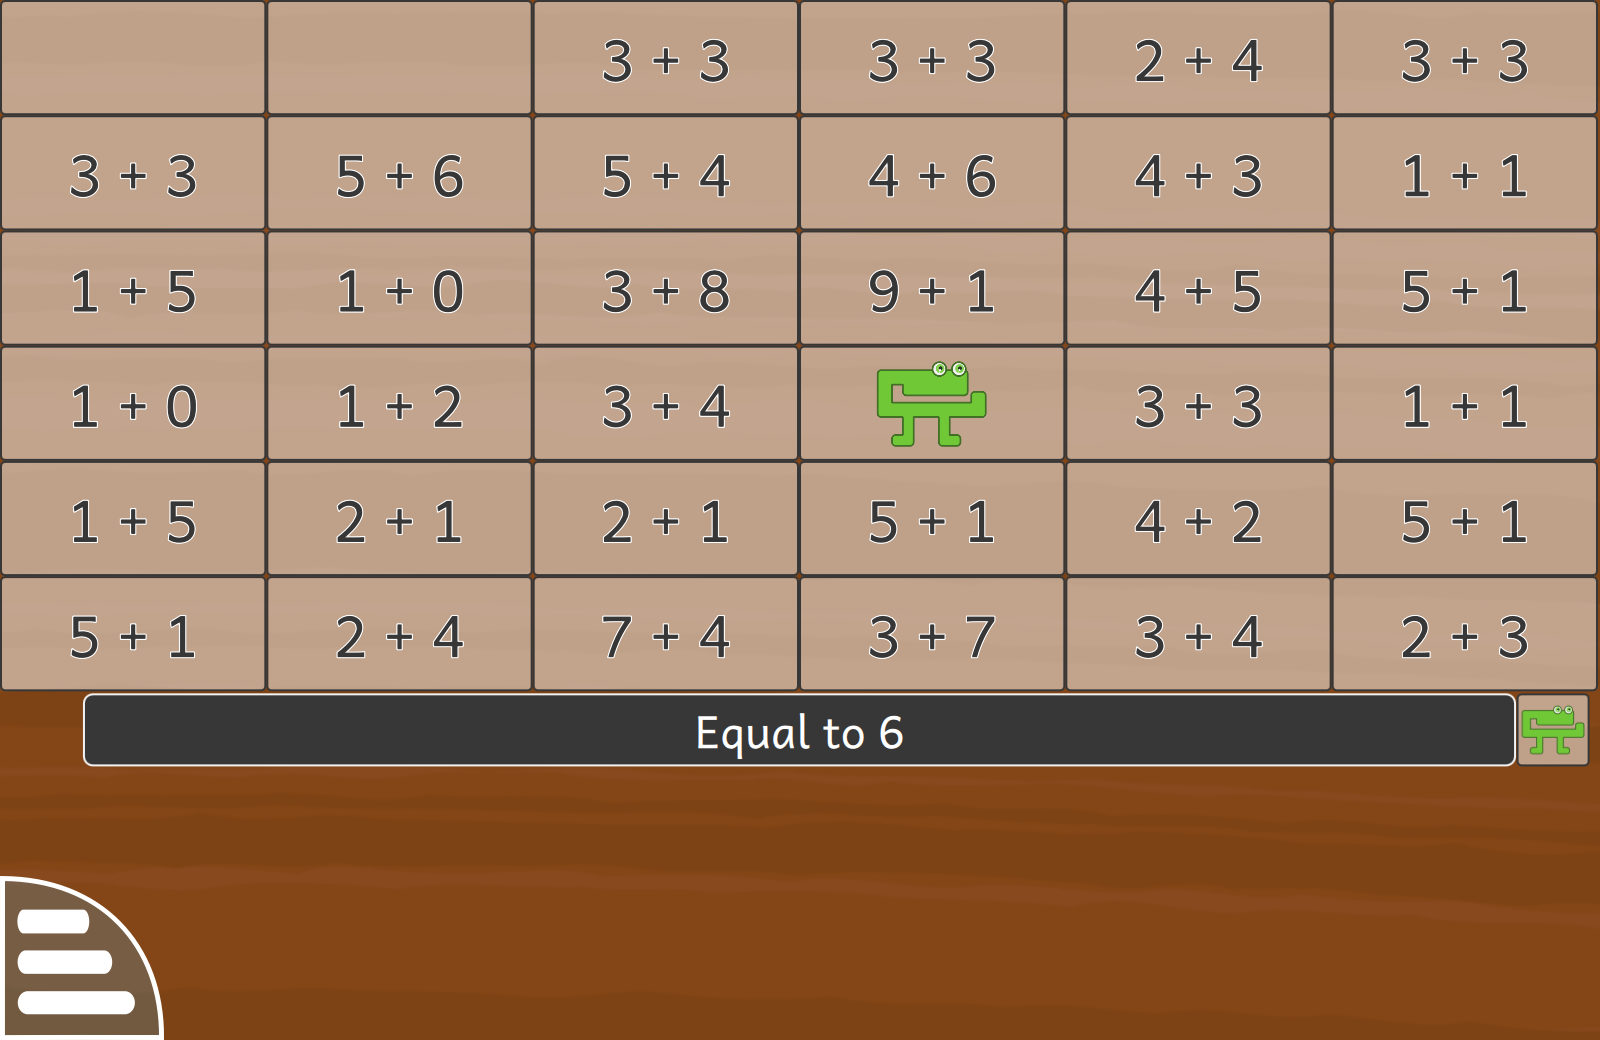 3 + 3 3 + 3 2 + 4 3 + 3
3 + 3 5 + 6 5 + 4 4 + 6 4 + 3 1 + 1
1 + 5 1 + 0 3 + 8 9 + 1 4 + 5 5 + 1
1 + 0 1 + 2 3 + 4 3 + 3 1 + 1
1 + 5 2 + 1 2 + 1 5 + 1 4 + 2 5 + 1
5 + 1 2 + 4 7 + 4 3 + 7 3 + 4 2 + 3
Equal to 6